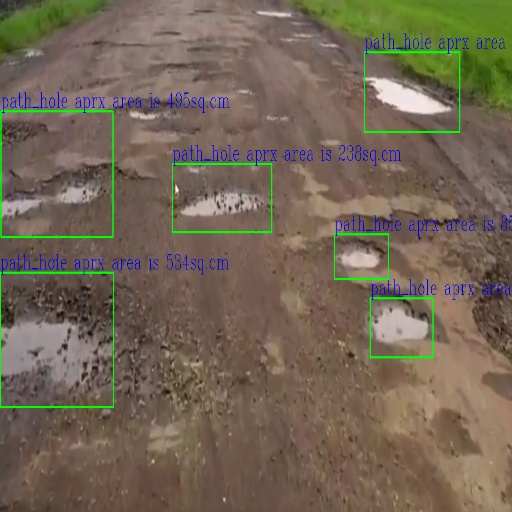 path_hole aprx area
path_hole aprx area is 495sq.cm
path_hole aprx area is 238sq.cm
path_hole aprx area is
path_hole aprx area is 534sq.cm
path_hole aprx area